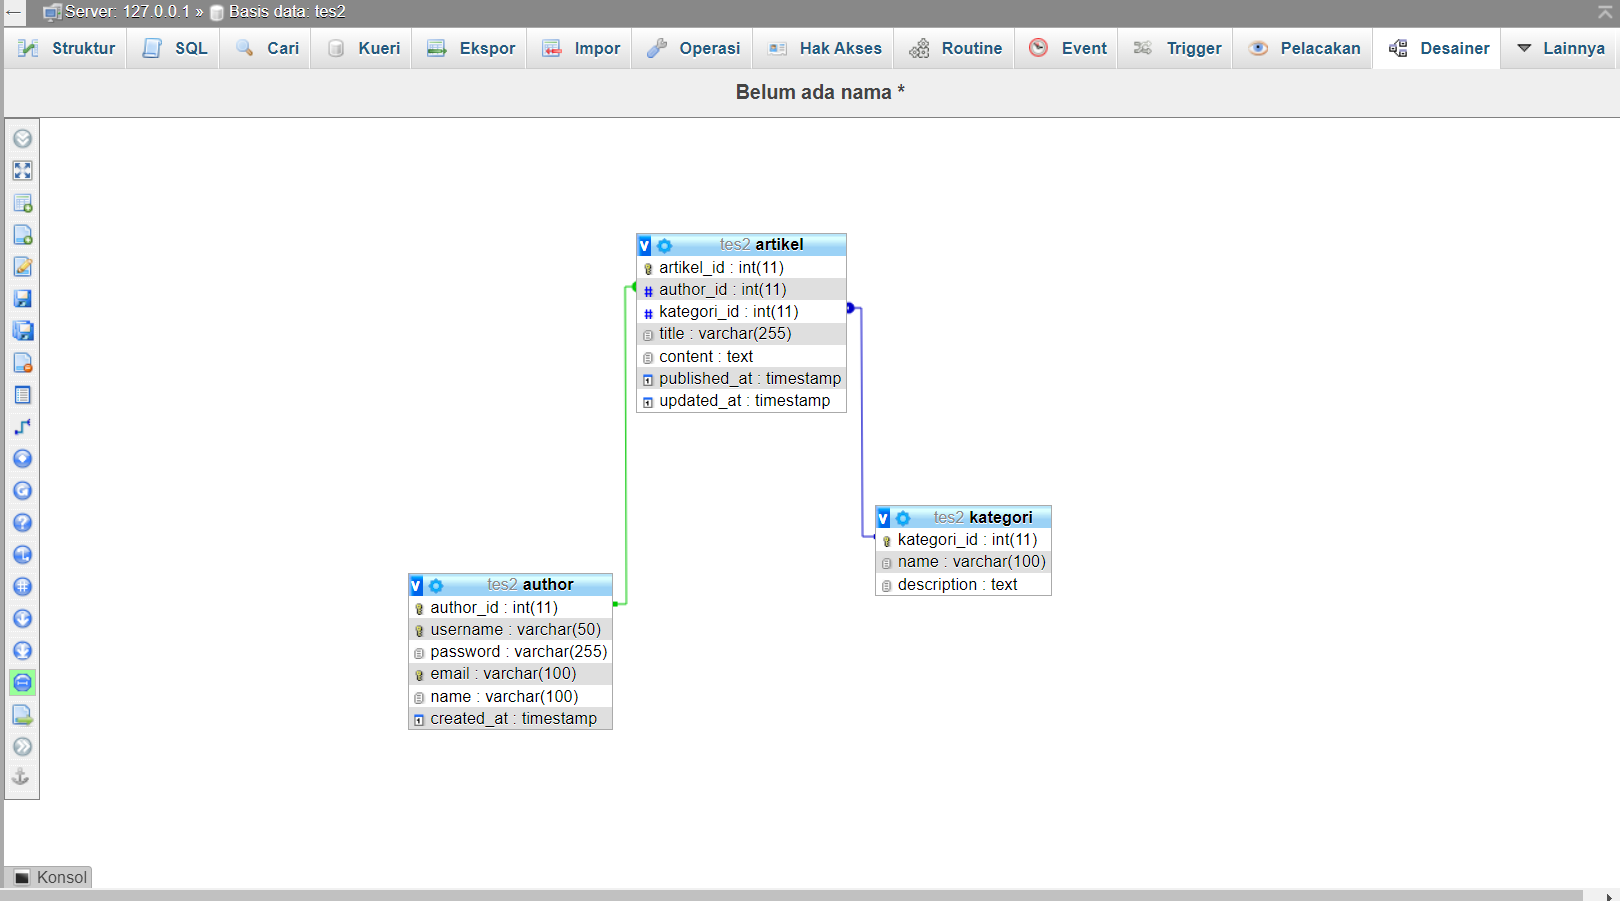 Server: 127.0.0.1 » Basis data: tes2
Struktur SQL Cari Kueri Ekspor Impor Operasi Hak Akses Routine Event Trigger Pelacakan Desainer Lainnya
Belum ada nama *
tes2 artikel
artikel_id : int(11)
author_id : int(11)
kategori_id : int(11)
title : varchar(255)
content : text
published_at : timestamp
updated_at : timestamp
tes2 kategori
kategori_id : int(11)
name : varchar(100)
description : text
tes2 author
author_id : int(11)
username : varchar(50)
password : varchar(255)
email : varchar(100)
name : varchar(100)
created_at : timestamp
Konsol